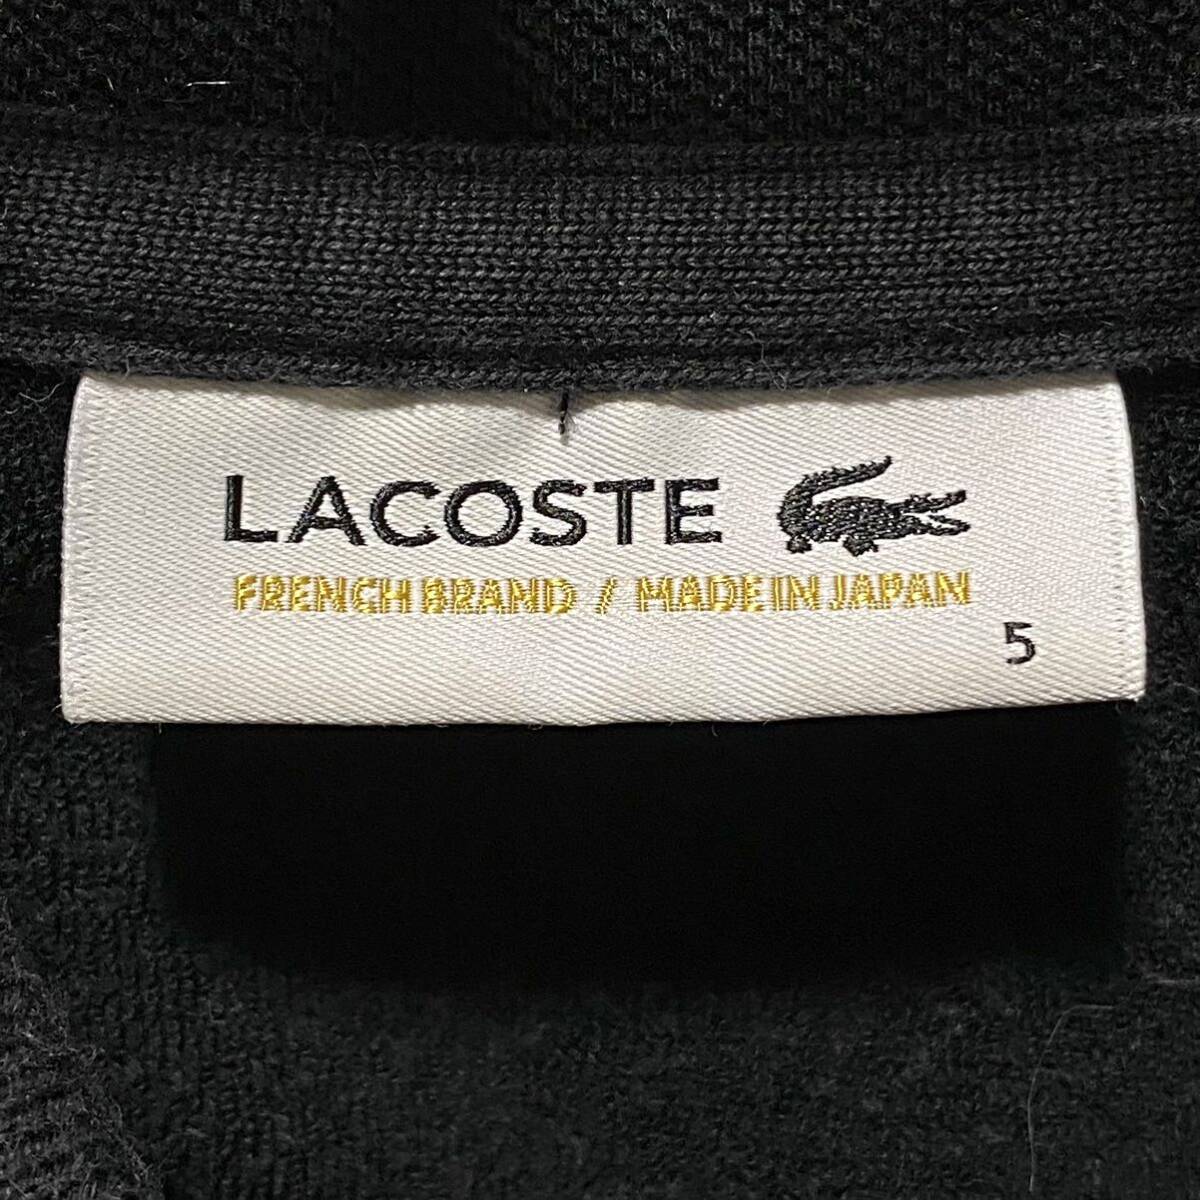 LACOSTE
FRENCH BRAND / MADE IN JAPAN
5